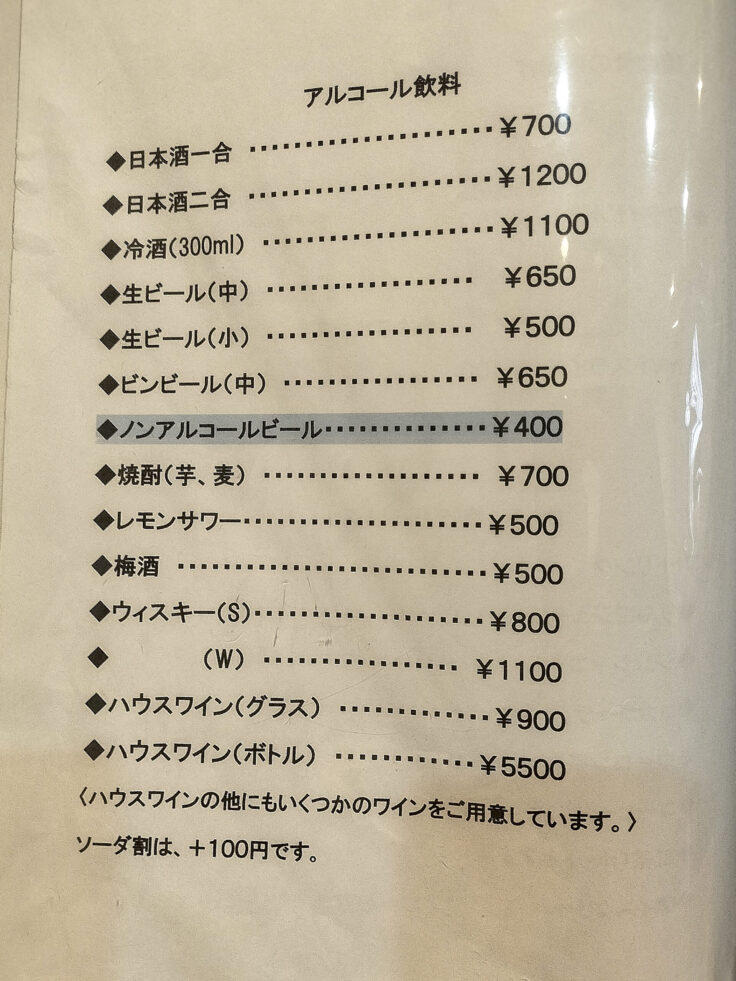 アルコール飲料
◆日本酒一合 ･････････････････････¥700
◆日本酒二合 ･････････････････････¥1200
◆冷酒(300ml) ････････････････････¥1100
◆生ビール(中) ･･････････････････ ¥650
◆生ビール(小) ･･････････････････ ¥500
◆ビンビール(中) ･････････････････ ¥650
◆ノンアルコールビール･･････････････¥400
◆焼酎(芋、麦) ･･･････････････････ ¥700
◆レモンサワー･････････････････････¥500
◆梅酒 ･･･････････････････････････¥500
◆ウィスキー(S)････････････････････¥800
◆ (W) ･････････････････ ¥1100
◆ハウスワイン(グラス) ･････････････¥900
◆ハウスワイン(ボトル) ････････････¥5500
〈ハウスワインの他にもいくつかのワインをご用意しています。〉
ソーダ割は、+100円です。